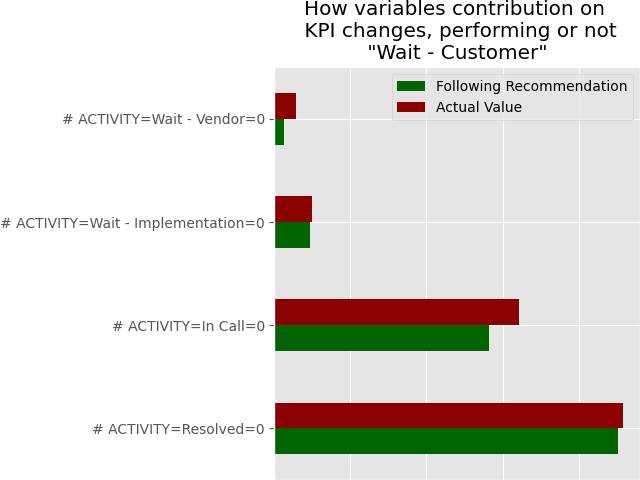 How variables contribution on
KPI changes, performing or not
"Wait - Customer"
Following Recommendation
Actual Value
# ACTIVITY=Wait - Vendor=0
# ACTIVITY=Wait - Implementation=0
# ACTIVITY=In Call=0
# ACTIVITY=Resolved=0